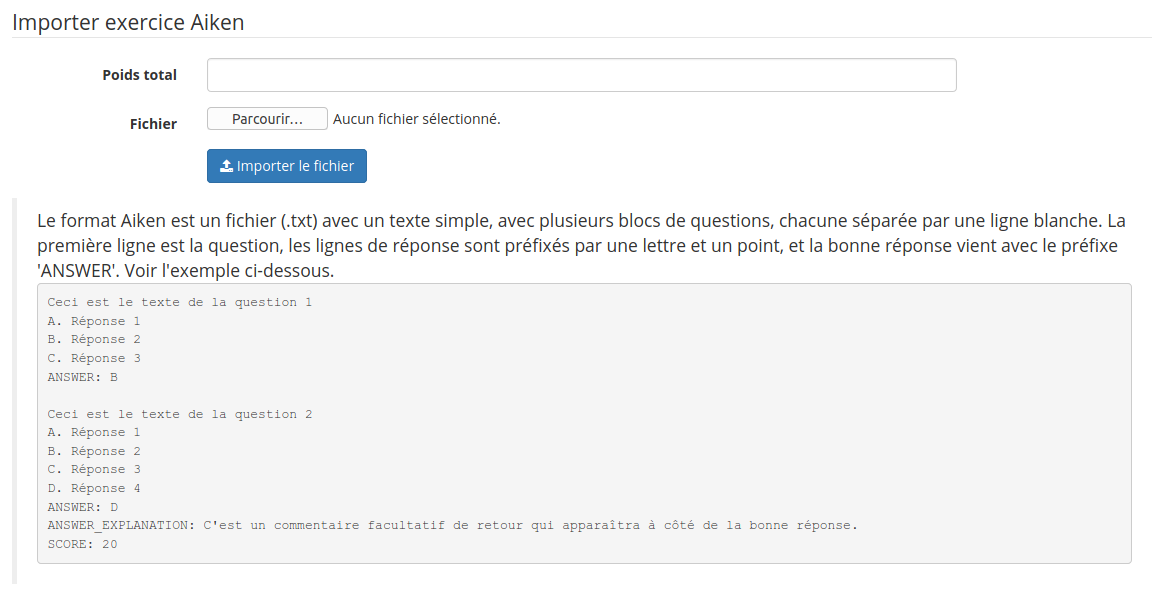 Importer exercice Aiken
Poids total
Fichier
Parcourir... Aucun fichier sélectionné.
Importer le fichier
Le format Aiken est un fichier (.txt) avec un texte simple, avec plusieurs blocs de questions, chacune séparée par une ligne blanche. La
première ligne est la question, les lignes de réponse sont préfixés par une lettre et un point, et la bonne réponse vient avec le préfixe
'ANSWER'. Voir l'exemple ci-dessous.
Ceci est le texte de la question 1
A. Réponse 1
B. Réponse 2
C. Réponse 3
ANSWER: B

Ceci est le texte de la question 2
A. Réponse 1
B. Réponse 2
C. Réponse 3
D. Réponse 4
ANSWER: D
ANSWER_EXPLANATION: C'est un commentaire facultatif de retour qui apparaîtra à côté de la bonne réponse.
SCORE: 20